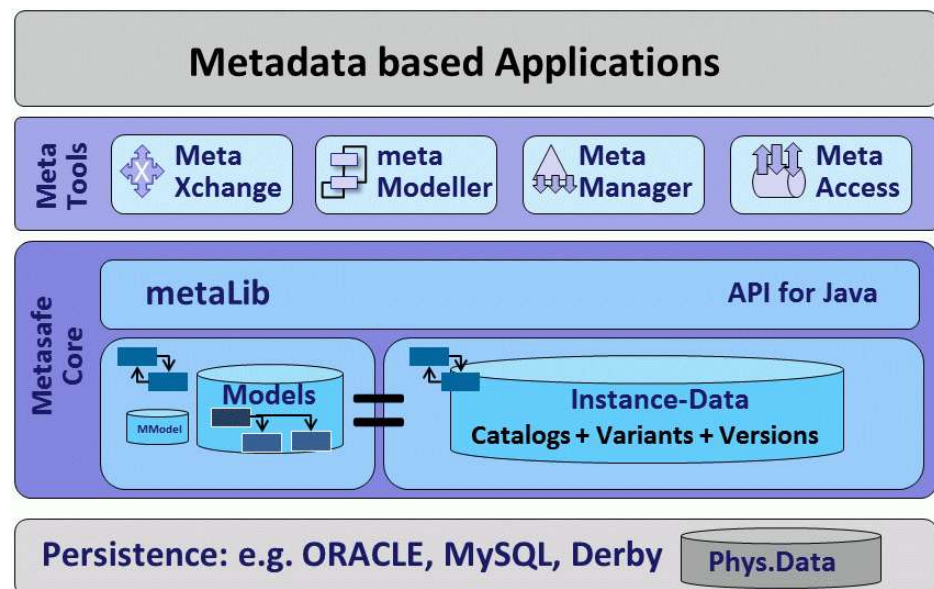 Metadata based Applications
Meta
Tools
Meta
Xchange
X
meta
Modeller
Meta
Manager
Meta
Access
Metasafe
Core
metaLib
API for Java
Models
MModel
=
Instance-Data
Catalogs + Variants + Versions
Persistence: e.g. ORACLE, MySQL, Derby
Phys.Data